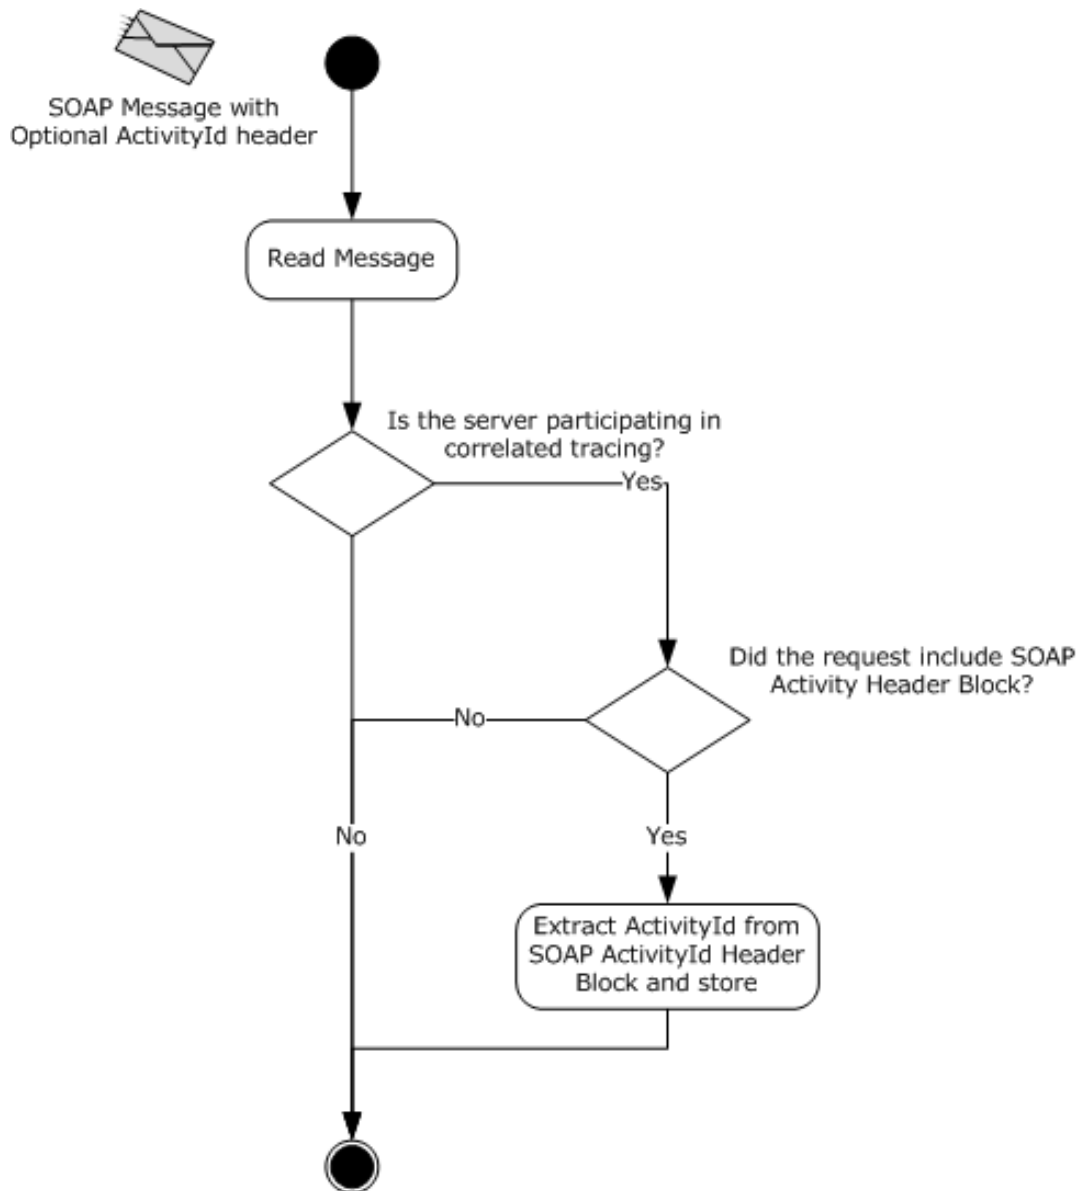 SOAP Message with
Optional ActivityId header
Read Message
Is the server participating in
correlated tracing?
Yes
Did the request include SOAP
Activity Header Block?
No
No
Yes
Extract ActivityId from
SOAP ActivityId Header
Block and store